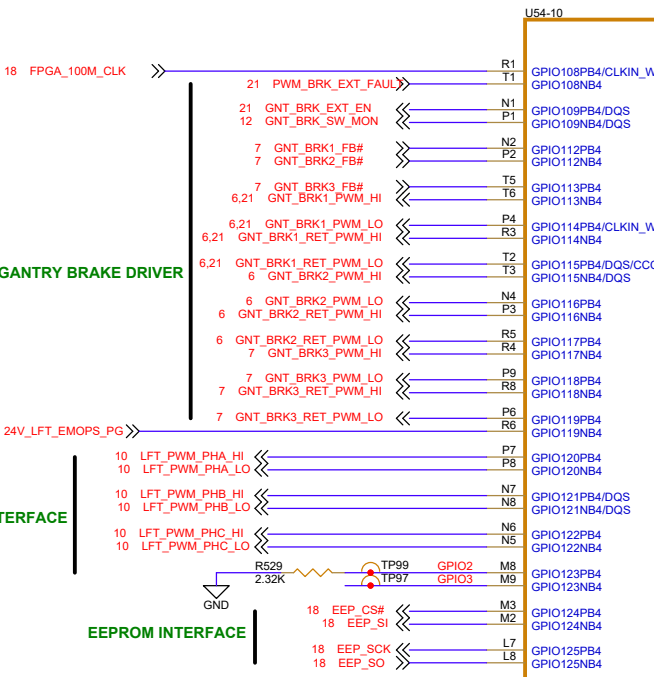 U54-10
18 FPGA_100M_CLK R1 GPIO108PB4/CLKIN_W
21 PWM_BRK_EXT_FAULT T1 GPIO108NB4
21 GNT_BRK_EXT_EN N1 GPIO109PB4/DQS
12 GNT_BRK_SW_MON P1 GPIO109NB4/DQS
7 GNT_BRK1_FB# N2 GPIO112PB4
7 GNT_BRK2_FB# P2 GPIO112NB4
7 GNT_BRK3_FB# T5 GPIO113PB4
6,21 GNT_BRK1_PWM_HI T6 GPIO113NB4
6,21 GNT_BRK1_PWM_LO P4 GPIO114PB4/CLKIN_W
6,21 GNT_BRK1_RET_PWM_HI R3 GPIO114NB4
6,21 GNT_BRK1_RET_PWM_LO T2 GPIO115PB4/DQS/CCC
GANTRY BRAKE DRIVER
6 GNT_BRK2_PWM_HI T3 GPIO115NB4/DQS
6 GNT_BRK2_PWM_LO N4 GPIO116PB4
6 GNT_BRK2_RET_PWM_HI P3 GPIO116NB4
6 GNT_BRK2_RET_PWM_LO R5 GPIO117PB4
7 GNT_BRK3_PWM_HI R4 GPIO117NB4
7 GNT_BRK3_PWM_LO P9 GPIO118PB4
7 GNT_BRK3_RET_PWM_HI R8 GPIO118NB4
7 GNT_BRK3_RET_PWM_LO P6 GPIO119PB4
24V_LFT_EMOPS_PG R6 GPIO119NB4
10 LFT_PWM_PHA_HI P7 GPIO120PB4
10 LFT_PWM_PHA_LO P8 GPIO120NB4
10 LFT_PWM_PHB_HI N7 GPIO121PB4/DQS
10 LFT_PWM_PHB_LO N8 GPIO121NB4/DQS
TERFACE
10 LFT_PWM_PHC_HI N6 GPIO122PB4
10 LFT_PWM_PHC_LO N5 GPIO122NB4
R529 TP99 GPIO2 M8 GPIO123PB4
2.32K TP97 GPIO3 M9 GPIO123NB4
GND
18 EEP_CS# M3 GPIO124PB4
18 EEP_SI M2 GPIO124NB4
EEPROM INTERFACE
18 EEP_SCK L7 GPIO125PB4
18 EEP_SO L8 GPIO125NB4